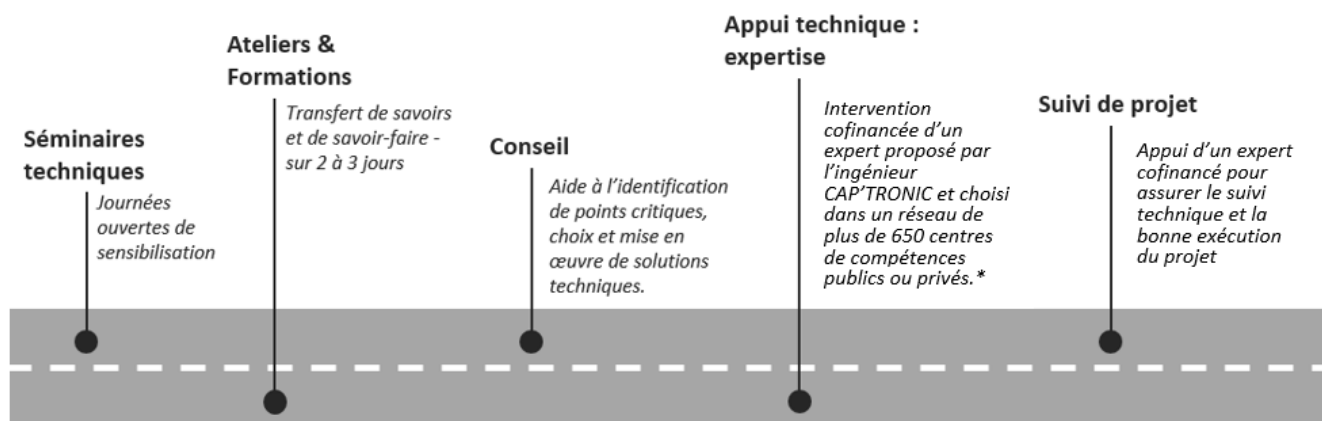 Séminaires
techniques
Journées
ouvertes de
sensibilisation
Ateliers &
Formations
Transfert de savoirs
et de savoir-faire -
sur 2 à 3 jours
Conseil
Aide à l’identification
de points critiques,
choix et mise en
œuvre de solutions
techniques.
Appui technique :
expertise
Intervention
cofinancée d’un
expert proposé par
l’ingénieur
CAP’TRONIC et choisi
dans un réseau de
plus de 650 centres
de compétences
publics ou privés.*
Suivi de projet
Appui d’un expert
cofinancé pour
assurer le suivi
technique et la
bonne exécution
du projet